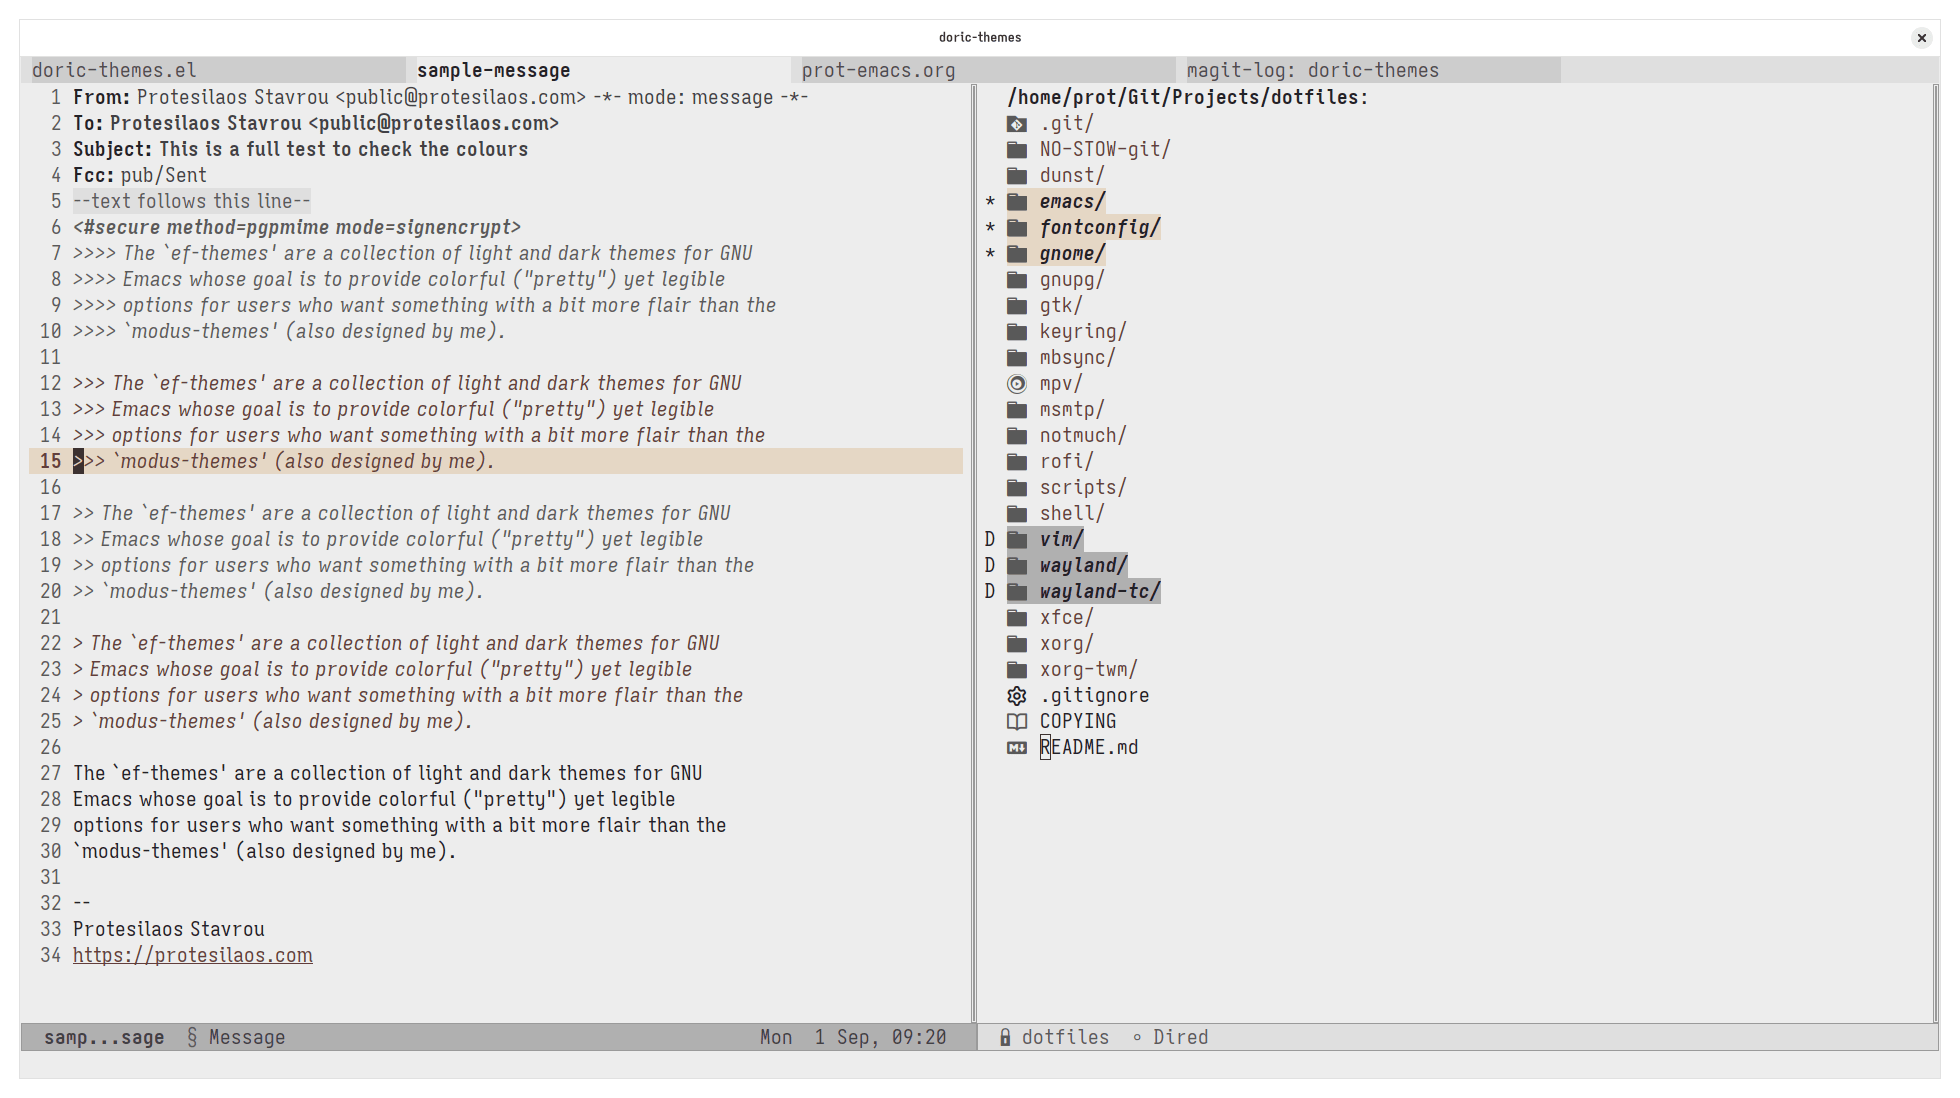 doric-themes
doric-themes.el sample-message prot-emacs.org magit-log: doric-themes
1 From: Protesilaos Stavrou <public@protesilaos.com> -*- mode: message -*-
2 To: Protesilaos Stavrou <public@protesilaos.com>
3 Subject: This is a full test to check the colours
4 Fcc: pub/Sent
5 --text follows this line--
6 <#secure method=pgpmime mode=signencrypt>
7 >>>> The `ef-themes' are a collection of light and dark themes for GNU
8 >>>> Emacs whose goal is to provide colorful ("pretty") yet legible
9 >>>> options for users who want something with a bit more flair than the
10 >>>> `modus-themes' (also designed by me).
11
12 >>> The `ef-themes' are a collection of light and dark themes for GNU
13 >>> Emacs whose goal is to provide colorful ("pretty") yet legible
14 >>> options for users who want something with a bit more flair than the
15 >>> `modus-themes' (also designed by me).
16
17 >> The `ef-themes' are a collection of light and dark themes for GNU
18 >> Emacs whose goal is to provide colorful ("pretty") yet legible
19 >> options for users who want something with a bit more flair than the
20 >> `modus-themes' (also designed by me).
21
22 > The `ef-themes' are a collection of light and dark themes for GNU
23 > Emacs whose goal is to provide colorful ("pretty") yet legible
24 > options for users who want something with a bit more flair than the
25 > `modus-themes' (also designed by me).
26
27 The `ef-themes' are a collection of light and dark themes for GNU
28 Emacs whose goal is to provide colorful ("pretty") yet legible
29 options for users who want something with a bit more flair than the
30 `modus-themes' (also designed by me).
31
32 --
33 Protesilaos Stavrou
34 https://protesilaos.com
samp...sage § Message Mon 1 Sep, 09:20
/home/prot/Git/Projects/dotfiles:
.git/
NO-STOW-git/
dunst/
* emacs/
* fontconfig/
* gnome/
gnupg/
gtk/
keyring/
mbsync/
mpv/
msmtp/
notmuch/
rofi/
scripts/
shell/
D vim/
D wayland/
D wayland-tc/
xfce/
xorg/
xorg-twm/
.gitignore
COPYING
README.md
dotfiles ∘ Dired